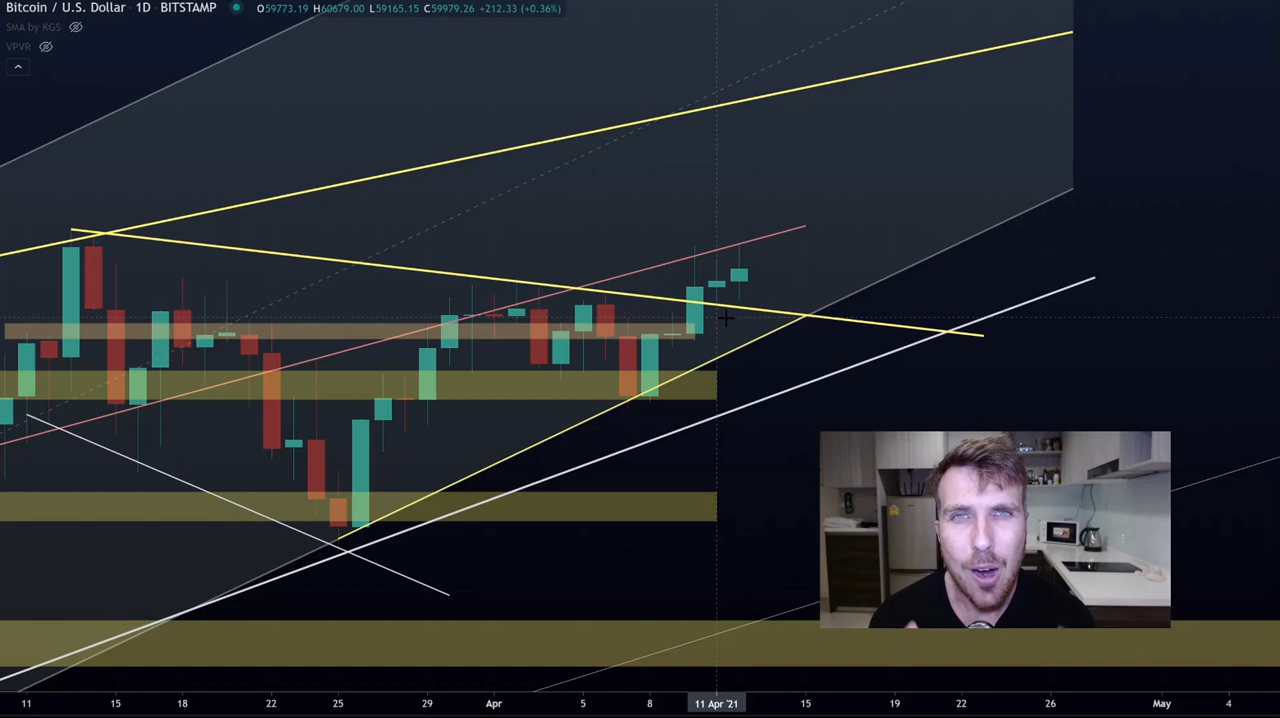 Bitcoin / U.S. Dollar · 1D · BITSTAMP O59773.19 H60679.00 L59165.15 C59979.26 +212.33 (+0.36%)
SMA by KGS
VPVR
11 15 18 22 25 29 Apr 5 8 11 Apr '21 15 19 22 26 May 4